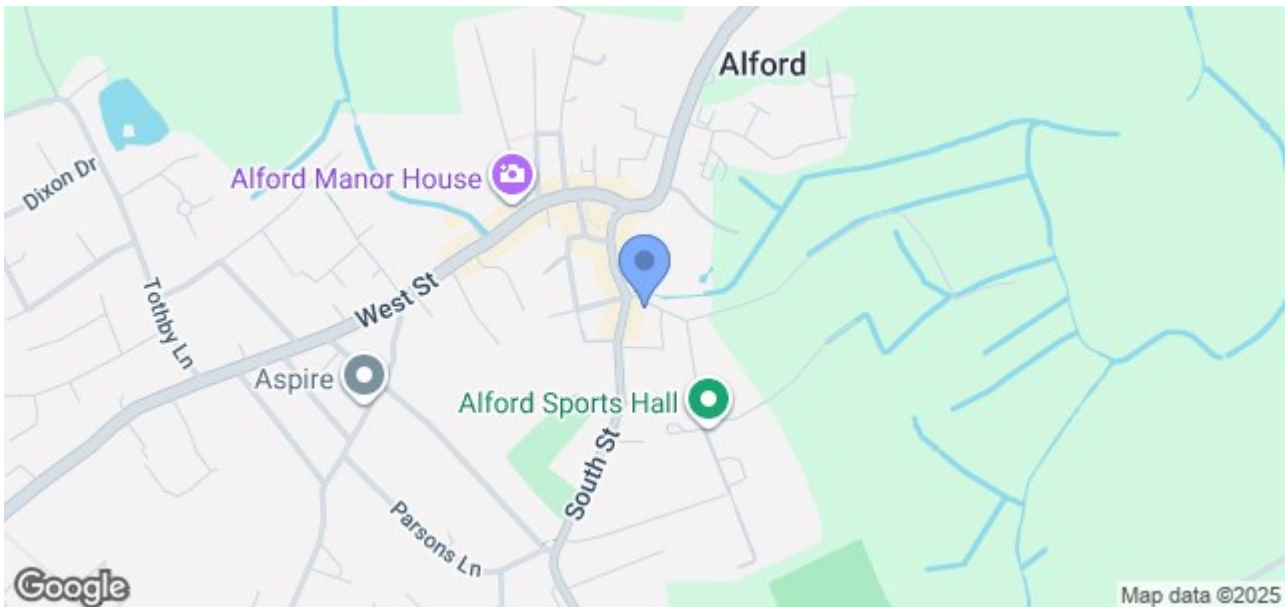 Alford
Dixon Dr
Alford Manor House
Tothby Ln
West St
Aspire
Alford Sports Hall
South St
Parsons Ln
Google
Map data ©2025